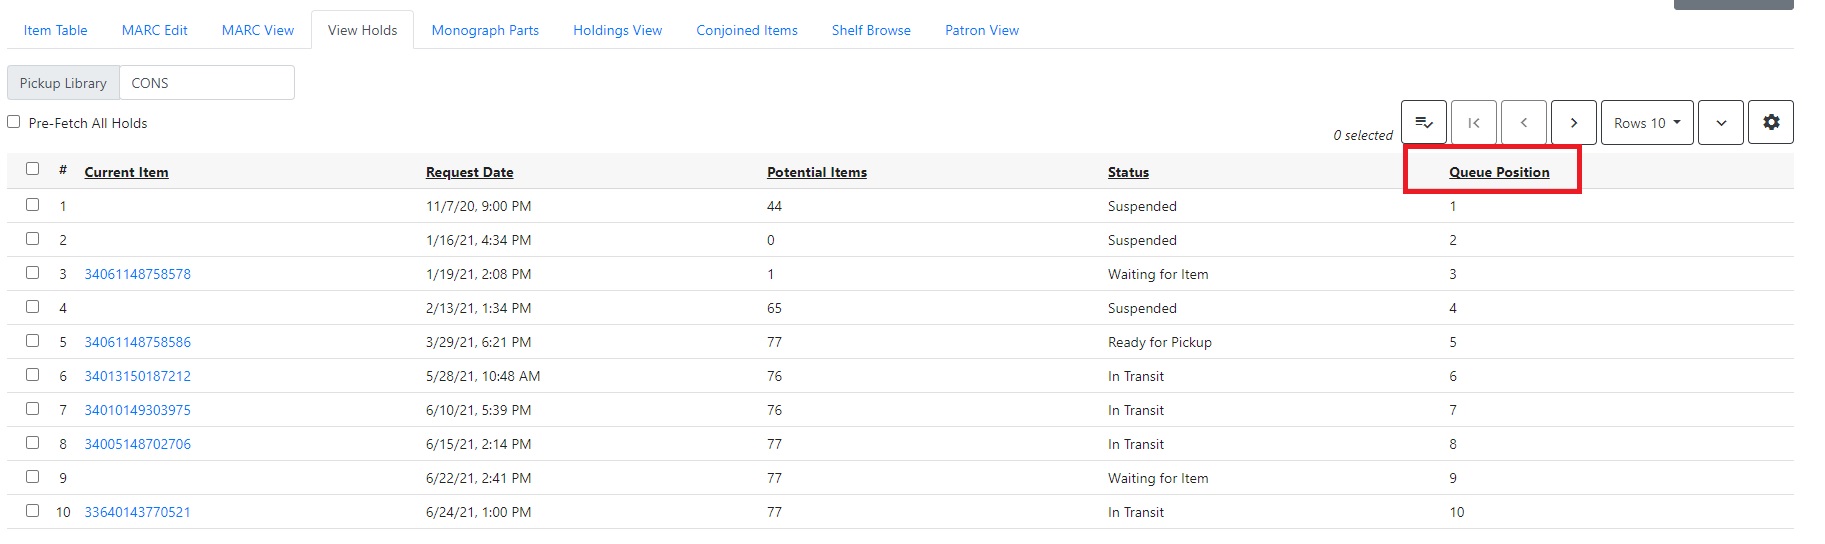 Item Table MARC Edit MARC View View Holds Monograph Parts Holdings View Conjoined Items Shelf Browse Patron View
Pickup Library CONS
Pre-Fetch All Holds
0 selected Rows 10
# Current Item Request Date Potential Items Status Queue Position
1 11/7/20, 9:00 PM 44 Suspended 1
2 1/16/21, 4:34 PM 0 Suspended 2
3 34061148758578 1/19/21, 2:08 PM 1 Waiting for Item 3
4 2/13/21, 1:34 PM 65 Suspended 4
5 34061148758586 3/29/21, 6:21 PM 77 Ready for Pickup 5
6 34013150187212 5/28/21, 10:48 AM 76 In Transit 6
7 34010149303975 6/10/21, 5:39 PM 76 In Transit 7
8 34005148702706 6/15/21, 2:14 PM 77 In Transit 8
9 6/22/21, 2:41 PM 77 Waiting for Item 9
10 33640143770521 6/24/21, 1:00 PM 77 In Transit 10